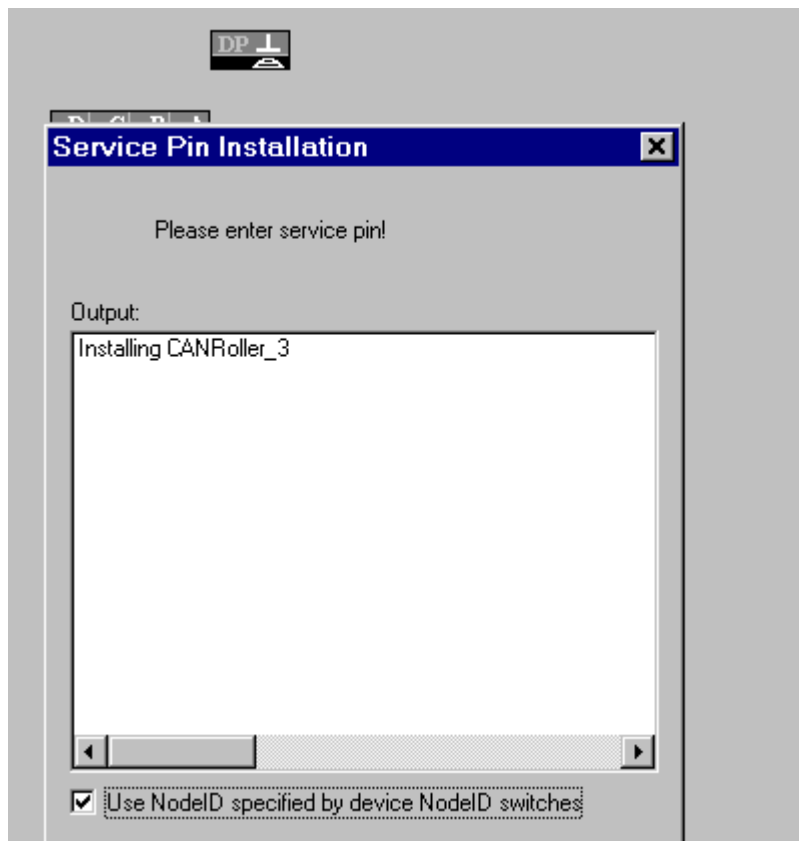 DP
D C B A
Service Pin Installation
Please enter service pin!
Output:
Installing CANRoller_3
Use NodeID specified by device NodeID switches